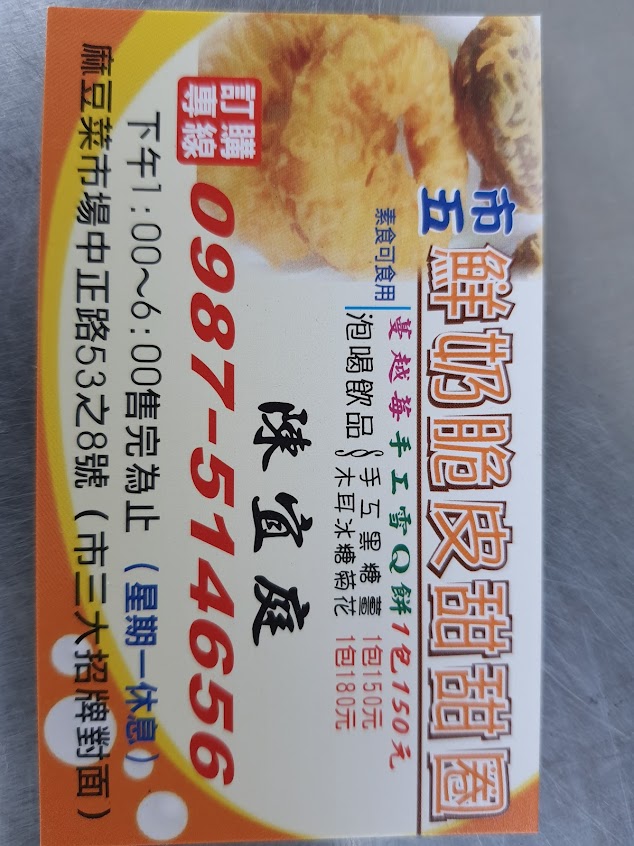 市五 鮮奶脆皮甜甜圈
素食可食用
蔓越莓手工雪Q餅1包150元
泡喝飲品
手互黑糖薑 1包150元
木耳冰糖菊花 1包180元
陳宜庭
訂購專線
0987-514656
下午1:00～6:00售完為止（星期一休息）
麻豆菜市場中正路53之8號（市三大招牌對面）